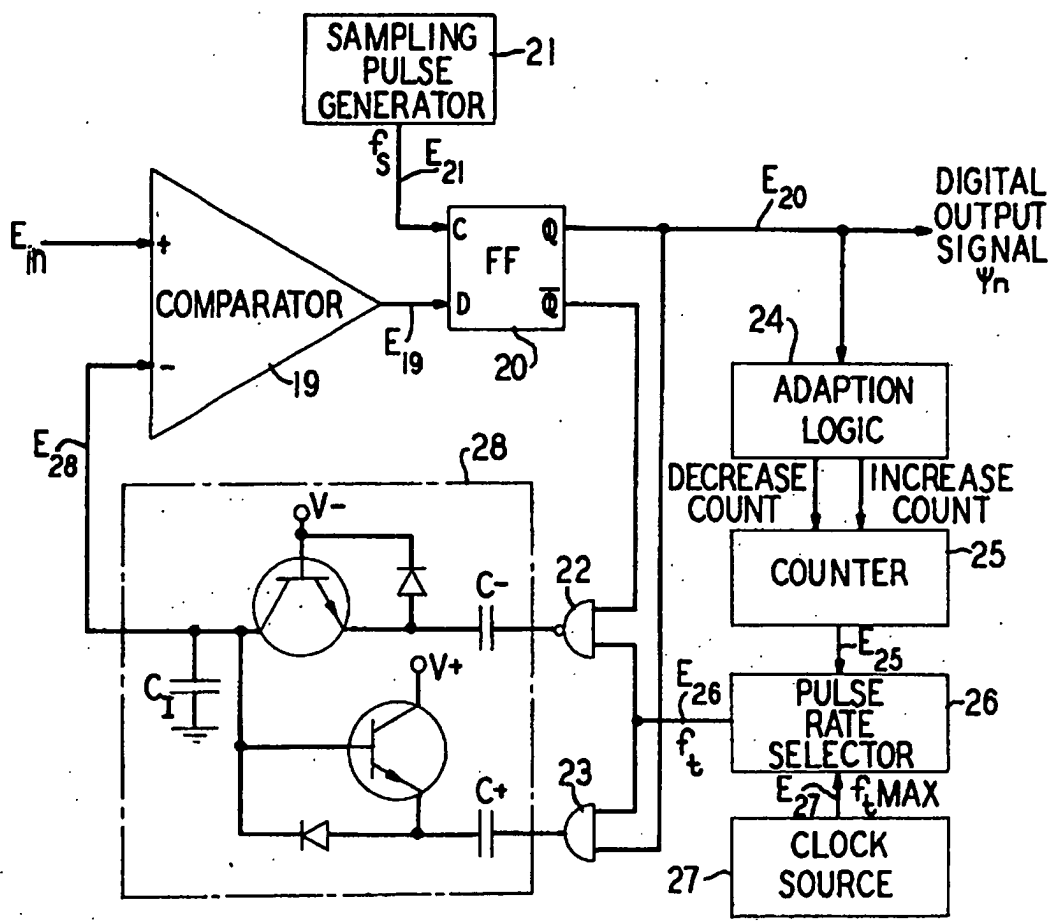 SAMPLING
PULSE
GENERATOR
21
fs
E21
Ein
+
COMPARATOR
-
19
E19
C
Q
FF
D
Q̅
20
E20
DIGITAL
OUTPUT
SIGNAL
Ψn
24
ADAPTION
LOGIC
DECREASE
COUNT
INCREASE
COUNT
COUNTER
25
E25
PULSE
RATE
SELECTOR
26
E26
ft
E27
ftMAX
CLOCK
SOURCE
27
E28
28
V-
C-
22
CI
V+
C+
23